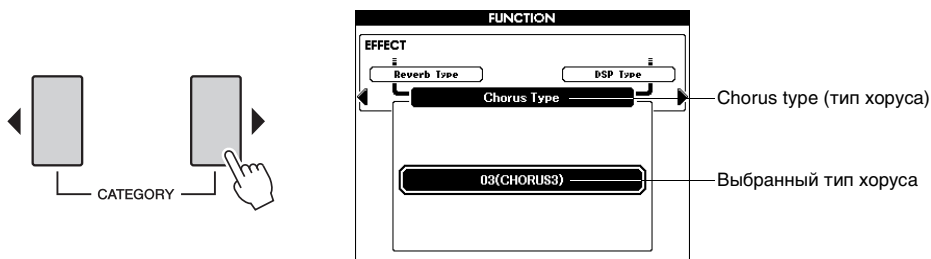 FUNCTION
EFFECT
Reverb Type
DSP Type
Chorus Type
Chorus type (тип хоруса)
03(CHORUS3)
Выбранный тип хоруса
CATEGORY